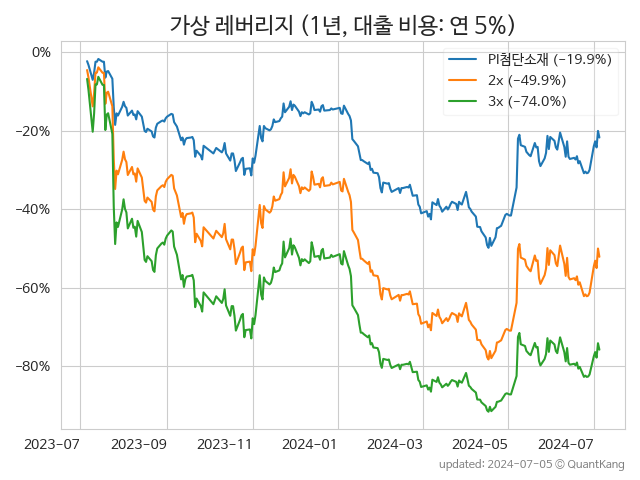 가상 레버리지 (1년, 대출 비용: 연 5%)
PI첨단소재 (−19.9%)
2x (−49.9%)
3x (−74.0%)
0%
−20%
−40%
−60%
−80%
2023-07 2023-09 2023-11 2024-01 2024-03 2024-05 2024-07
updated: 2024-07-05 © QuantKang